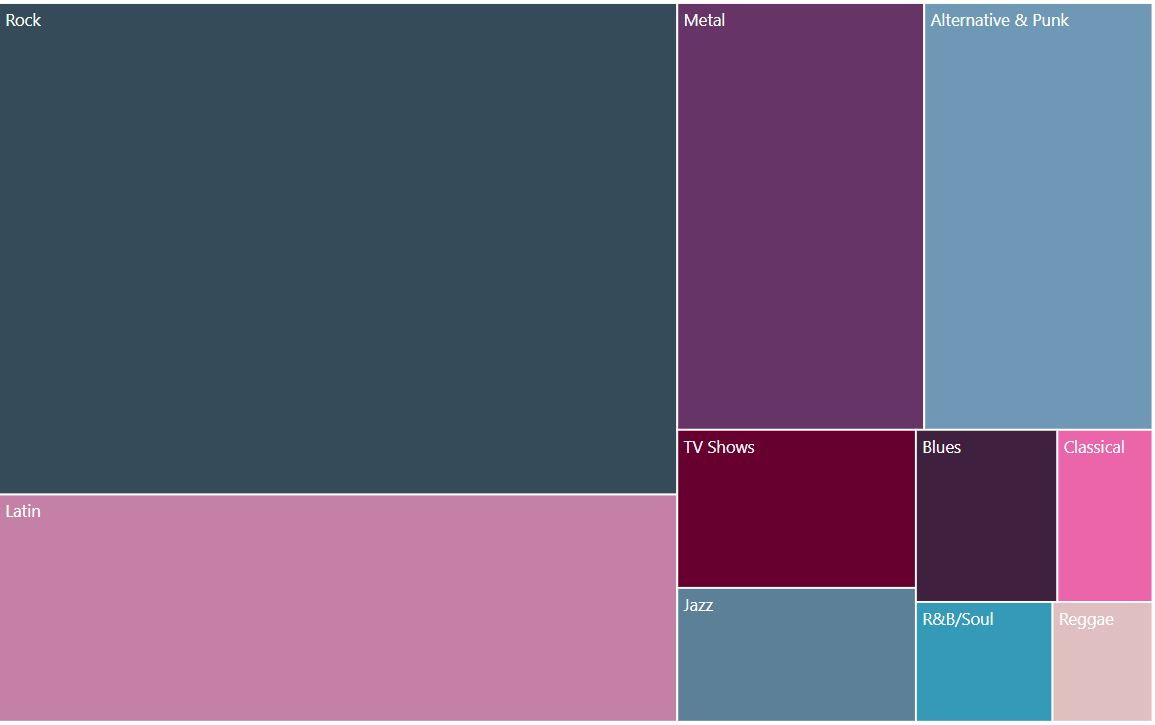 Rock
Metal
Alternative & Punk
TV Shows
Blues
Classical
Latin
Jazz
R&B/Soul
Reggae